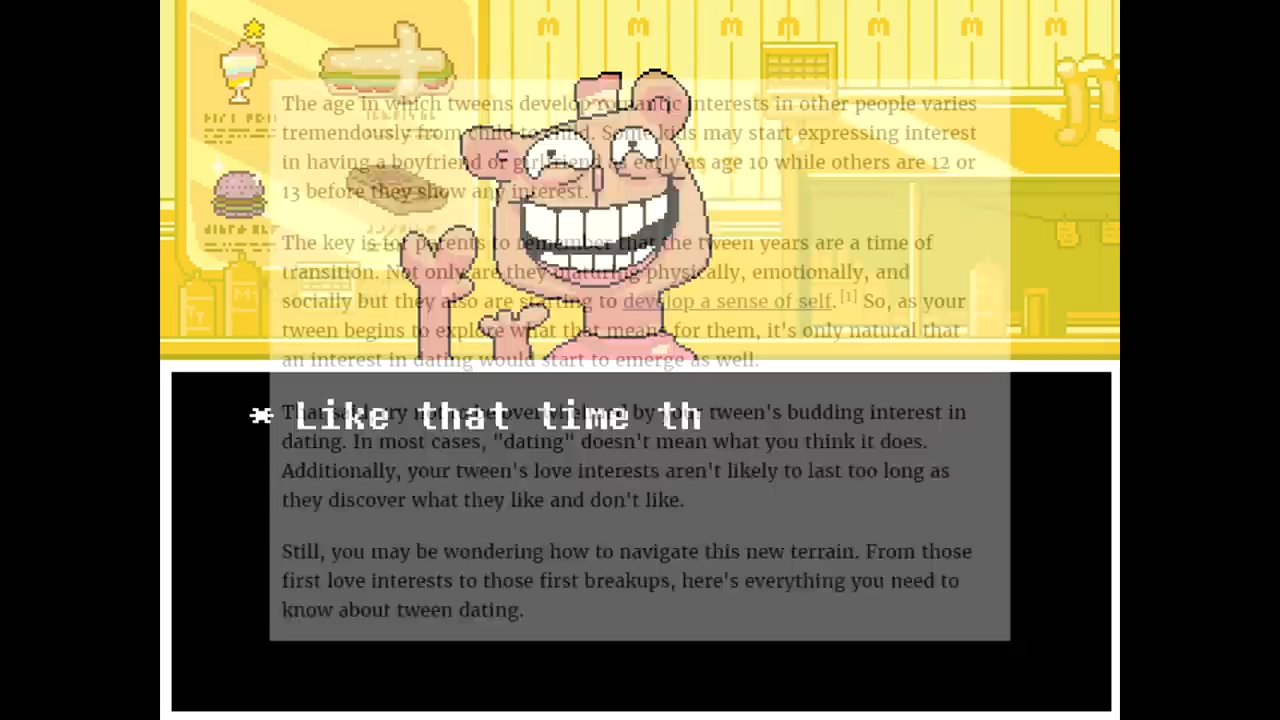 The age in which tweens develop romantic interests in other people varies
tremendously from child to child. Some kids may start expressing interest
in having a boyfriend or girlfriend as early as age 10 while others are 12 or
13 before they show any interest.
The key is for parents to remember that the tween years are a time of
transition. Not only are they maturing physically, emotionally, and
socially but they also are starting to develop a sense of self.[1] So, as your
tween begins to explore what that means for them, it's only natural that
an interest in dating would start to emerge as well.
* Like that time th
That said, try not to be overwhelmed by your tween's budding interest in
dating. In most cases, "dating" doesn't mean what you think it does.
Additionally, your tween's love interests aren't likely to last too long as
they discover what they like and don't like.
Still, you may be wondering how to navigate this new terrain. From those
first love interests to those first breakups, here's everything you need to
know about tween dating.